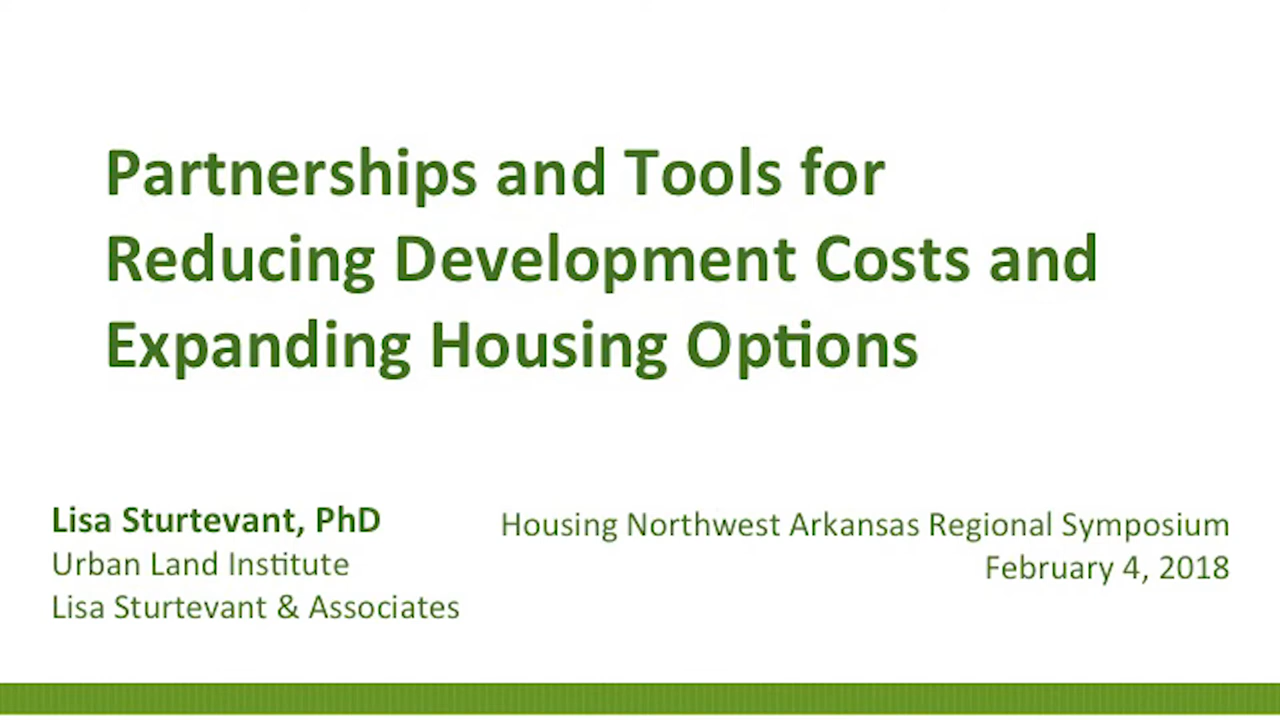 Partnerships and Tools for
Reducing Development Costs and
Expanding Housing Options
Lisa Sturtevant, PhD
Urban Land Institute
Lisa Sturtevant & Associates
Housing Northwest Arkansas Regional Symposium
February 4, 2018